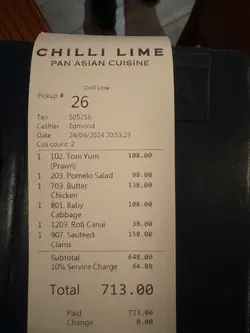 CHILLI LIME
PAN ASIAN CUISINE
Chilli Lime
Pickup # 26
Txn : S05256
Cashier : Edmond
Date : 24/04/2024 20:53:23
Cus count: 2
1 102. Tom Yum 108.00
(Prawn)
1 203. Pomelo Salad 98.00
1 703. Butter 138.00
Chicken
1 801. Baby 108.00
Cabbage
1 1203. Roti Canai 38.00
1 907. Sautéed 158.00
Clams
Subtotal 648.00
10% Service Charge 64.80
Total 713.00
Paid 713.00
Change 0.00